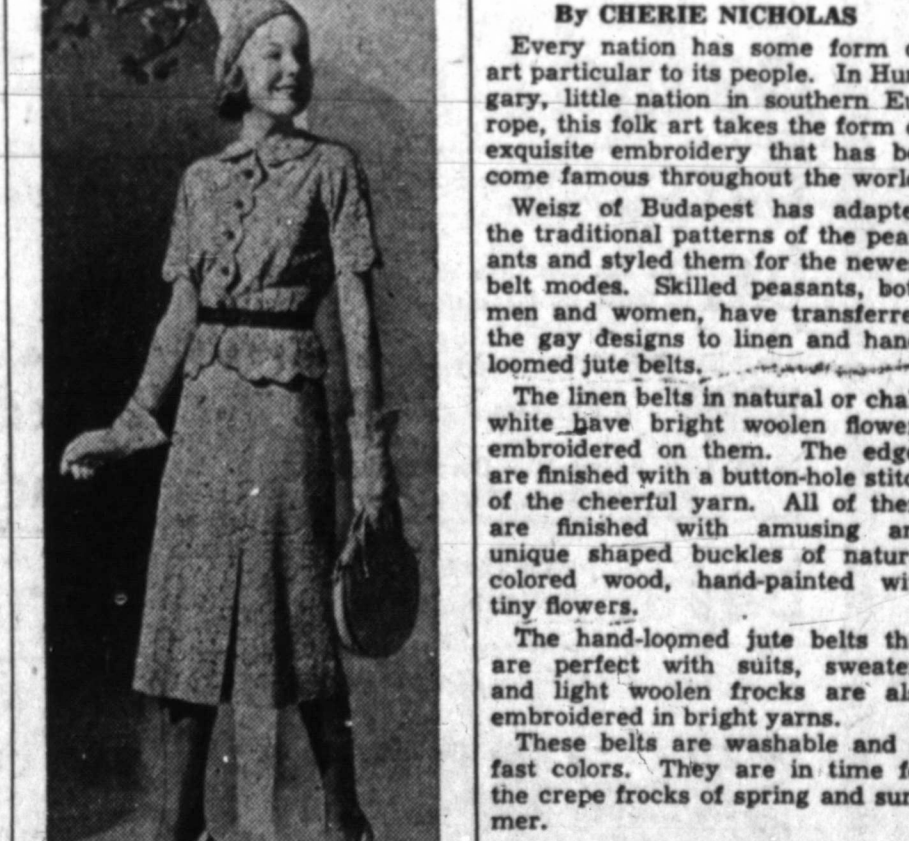 By CHERIE NICHOLAS
Every nation has some form
art particular to its people. In Hun
gary, little nation in southern Eu
rope, this folk art takes the form
exquisite embroidery that has be
come famous throughout the worl
Weisz of Budapest has adapte
the traditional patterns of the peas
ants and styled them for the newes
belt modes. Skilled peasants, bot
men and women, have transferre
the gay designs to linen and hand
loomed jute belts.
The linen belts in natural or chal
white have bright woolen flower
embroidered on them. The edge
are finished with a button-hole stitc
of the cheerful yarn. All of the
are finished with amusing an
unique shaped buckles of natur
colored wood, hand-painted wi
tiny flowers.
The hand-loomed jute belts th
are perfect with suits, sweater
and light woolen frocks are als
embroidered in bright yarns.
These belts are washable and
fast colors. They are in time f
the crepe frocks of spring and sum
mer.